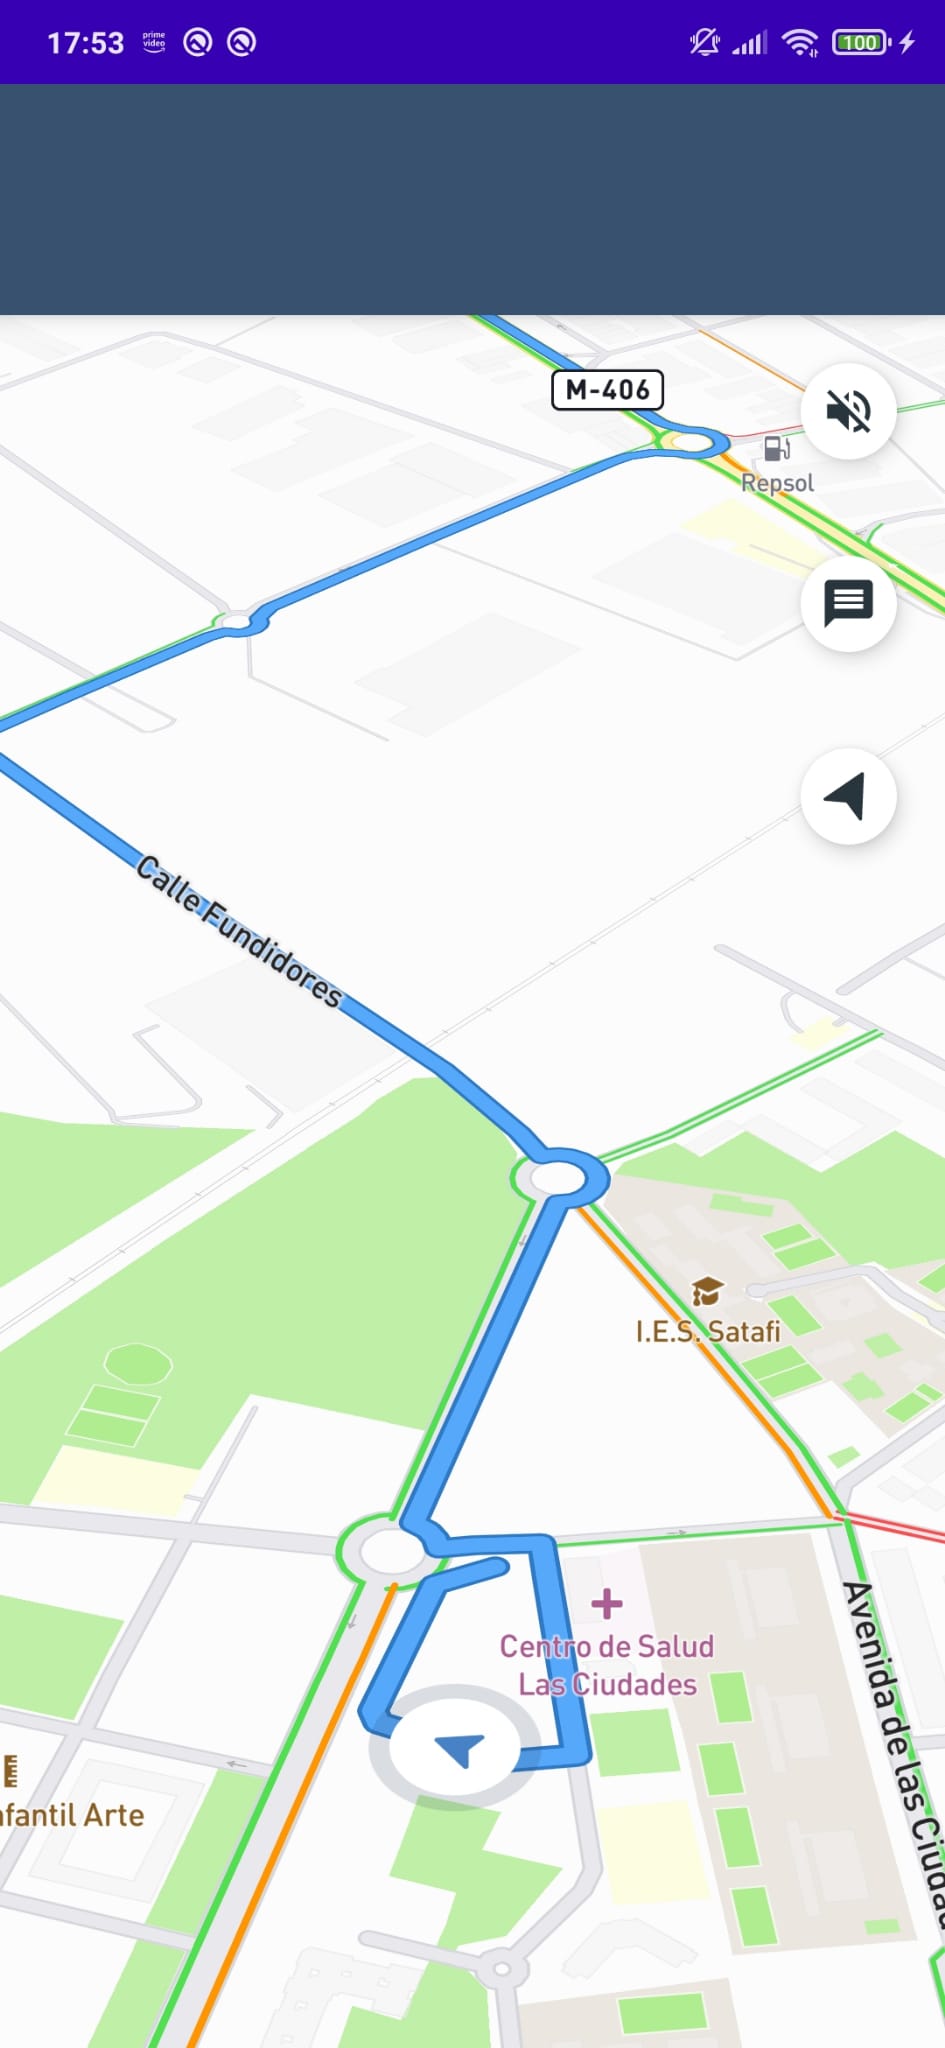 17:53
prime
video
100
M-406
Repsol
Calle Fundidores
I.E.S. Satafi
Centro de Salud
Las Ciudades
Avenida de las Ciudad
nfantil Arte